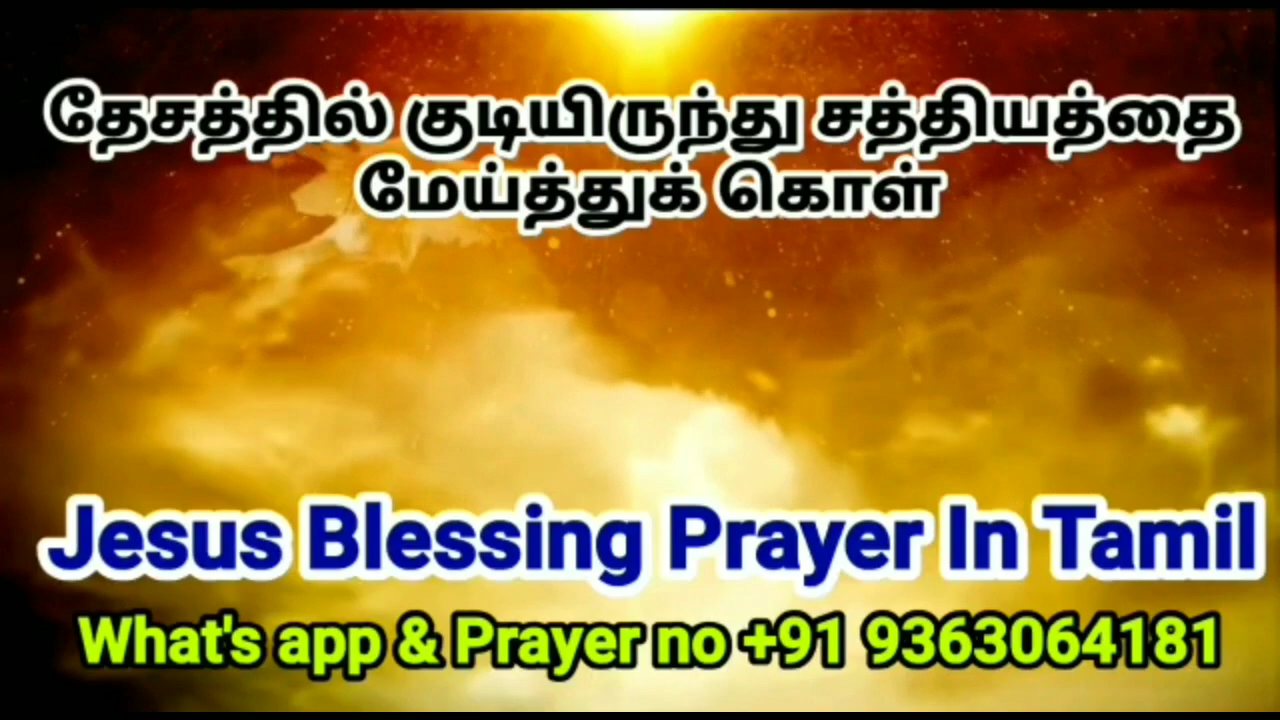 தேசத்தில் குடியிருந்து சத்தியத்தை
மேய்த்துக் கொள்
Jesus Blessing Prayer In Tamil
What's app & Prayer no +91 9363064181